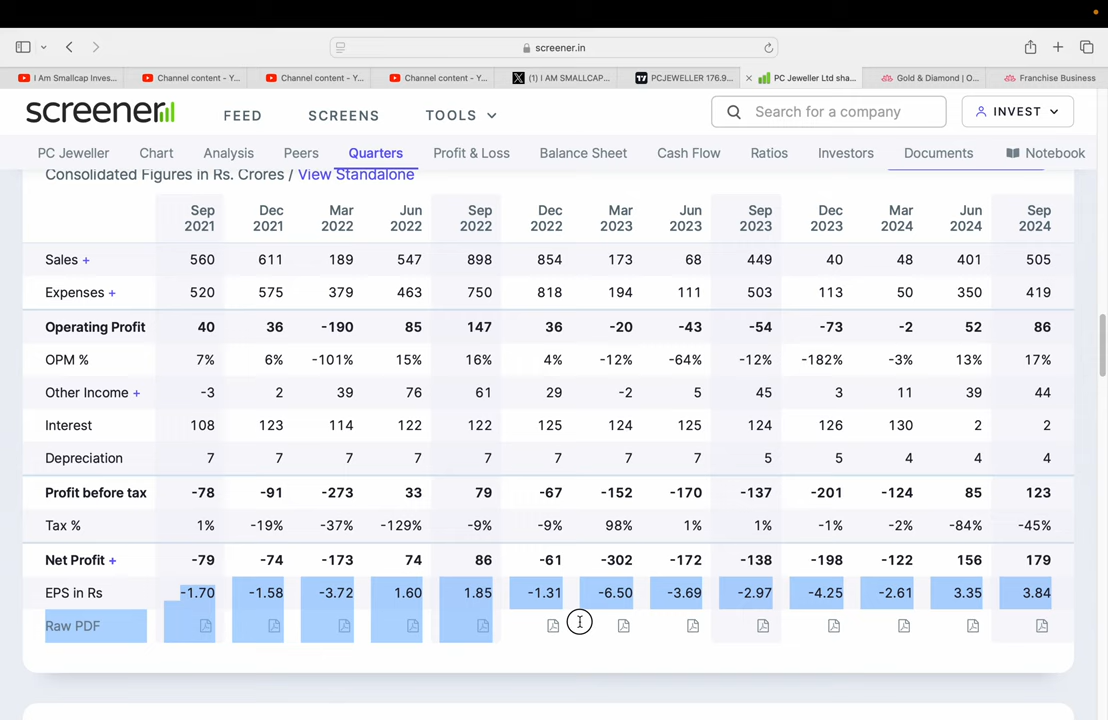 screener.in
I Am Smallcap Inves...
Channel content - Y...
Channel content - Y...
Channel content - Y...
(1) I AM SMALLCAP...
PCJEWELLER 176.9...
PC Jeweller Ltd sha...
Gold & Diamond | O...
Franchise Business
screener
FEED
SCREENS
TOOLS
Search for a company
INVEST
PC Jeweller Chart Analysis Peers Quarters Profit & Loss Balance Sheet Cash Flow Ratios Investors Documents Notebook
Consolidated Figures in Rs. Crores / View Standalone
Sep 2021 Dec 2021 Mar 2022 Jun 2022 Sep 2022 Dec 2022 Mar 2023 Jun 2023 Sep 2023 Dec 2023 Mar 2024 Jun 2024 Sep 2024
Sales + 560 611 189 547 898 854 173 68 449 40 48 401 505
Expenses + 520 575 379 463 750 818 194 111 503 113 50 350 419
Operating Profit 40 36 -190 85 147 36 -20 -43 -54 -73 -2 52 86
OPM % 7% 6% -101% 15% 16% 4% -12% -64% -12% -182% -3% 13% 17%
Other Income + -3 2 39 76 61 29 -2 5 45 3 11 39 44
Interest 108 123 114 122 122 125 124 125 124 126 130 2 2
Depreciation 7 7 7 7 7 7 7 7 5 5 4 4 4
Profit before tax -78 -91 -273 33 79 -67 -152 -170 -137 -201 -124 85 123
Tax % 1% -19% -37% -129% -9% -9% 98% 1% 1% -1% -2% -84% -45%
Net Profit + -79 -74 -173 74 86 -61 -302 -172 -138 -198 -122 156 179
EPS in Rs -1.70 -1.58 -3.72 1.60 1.85 -1.31 -6.50 -3.69 -2.97 -4.25 -2.61 3.35 3.84
Raw PDF